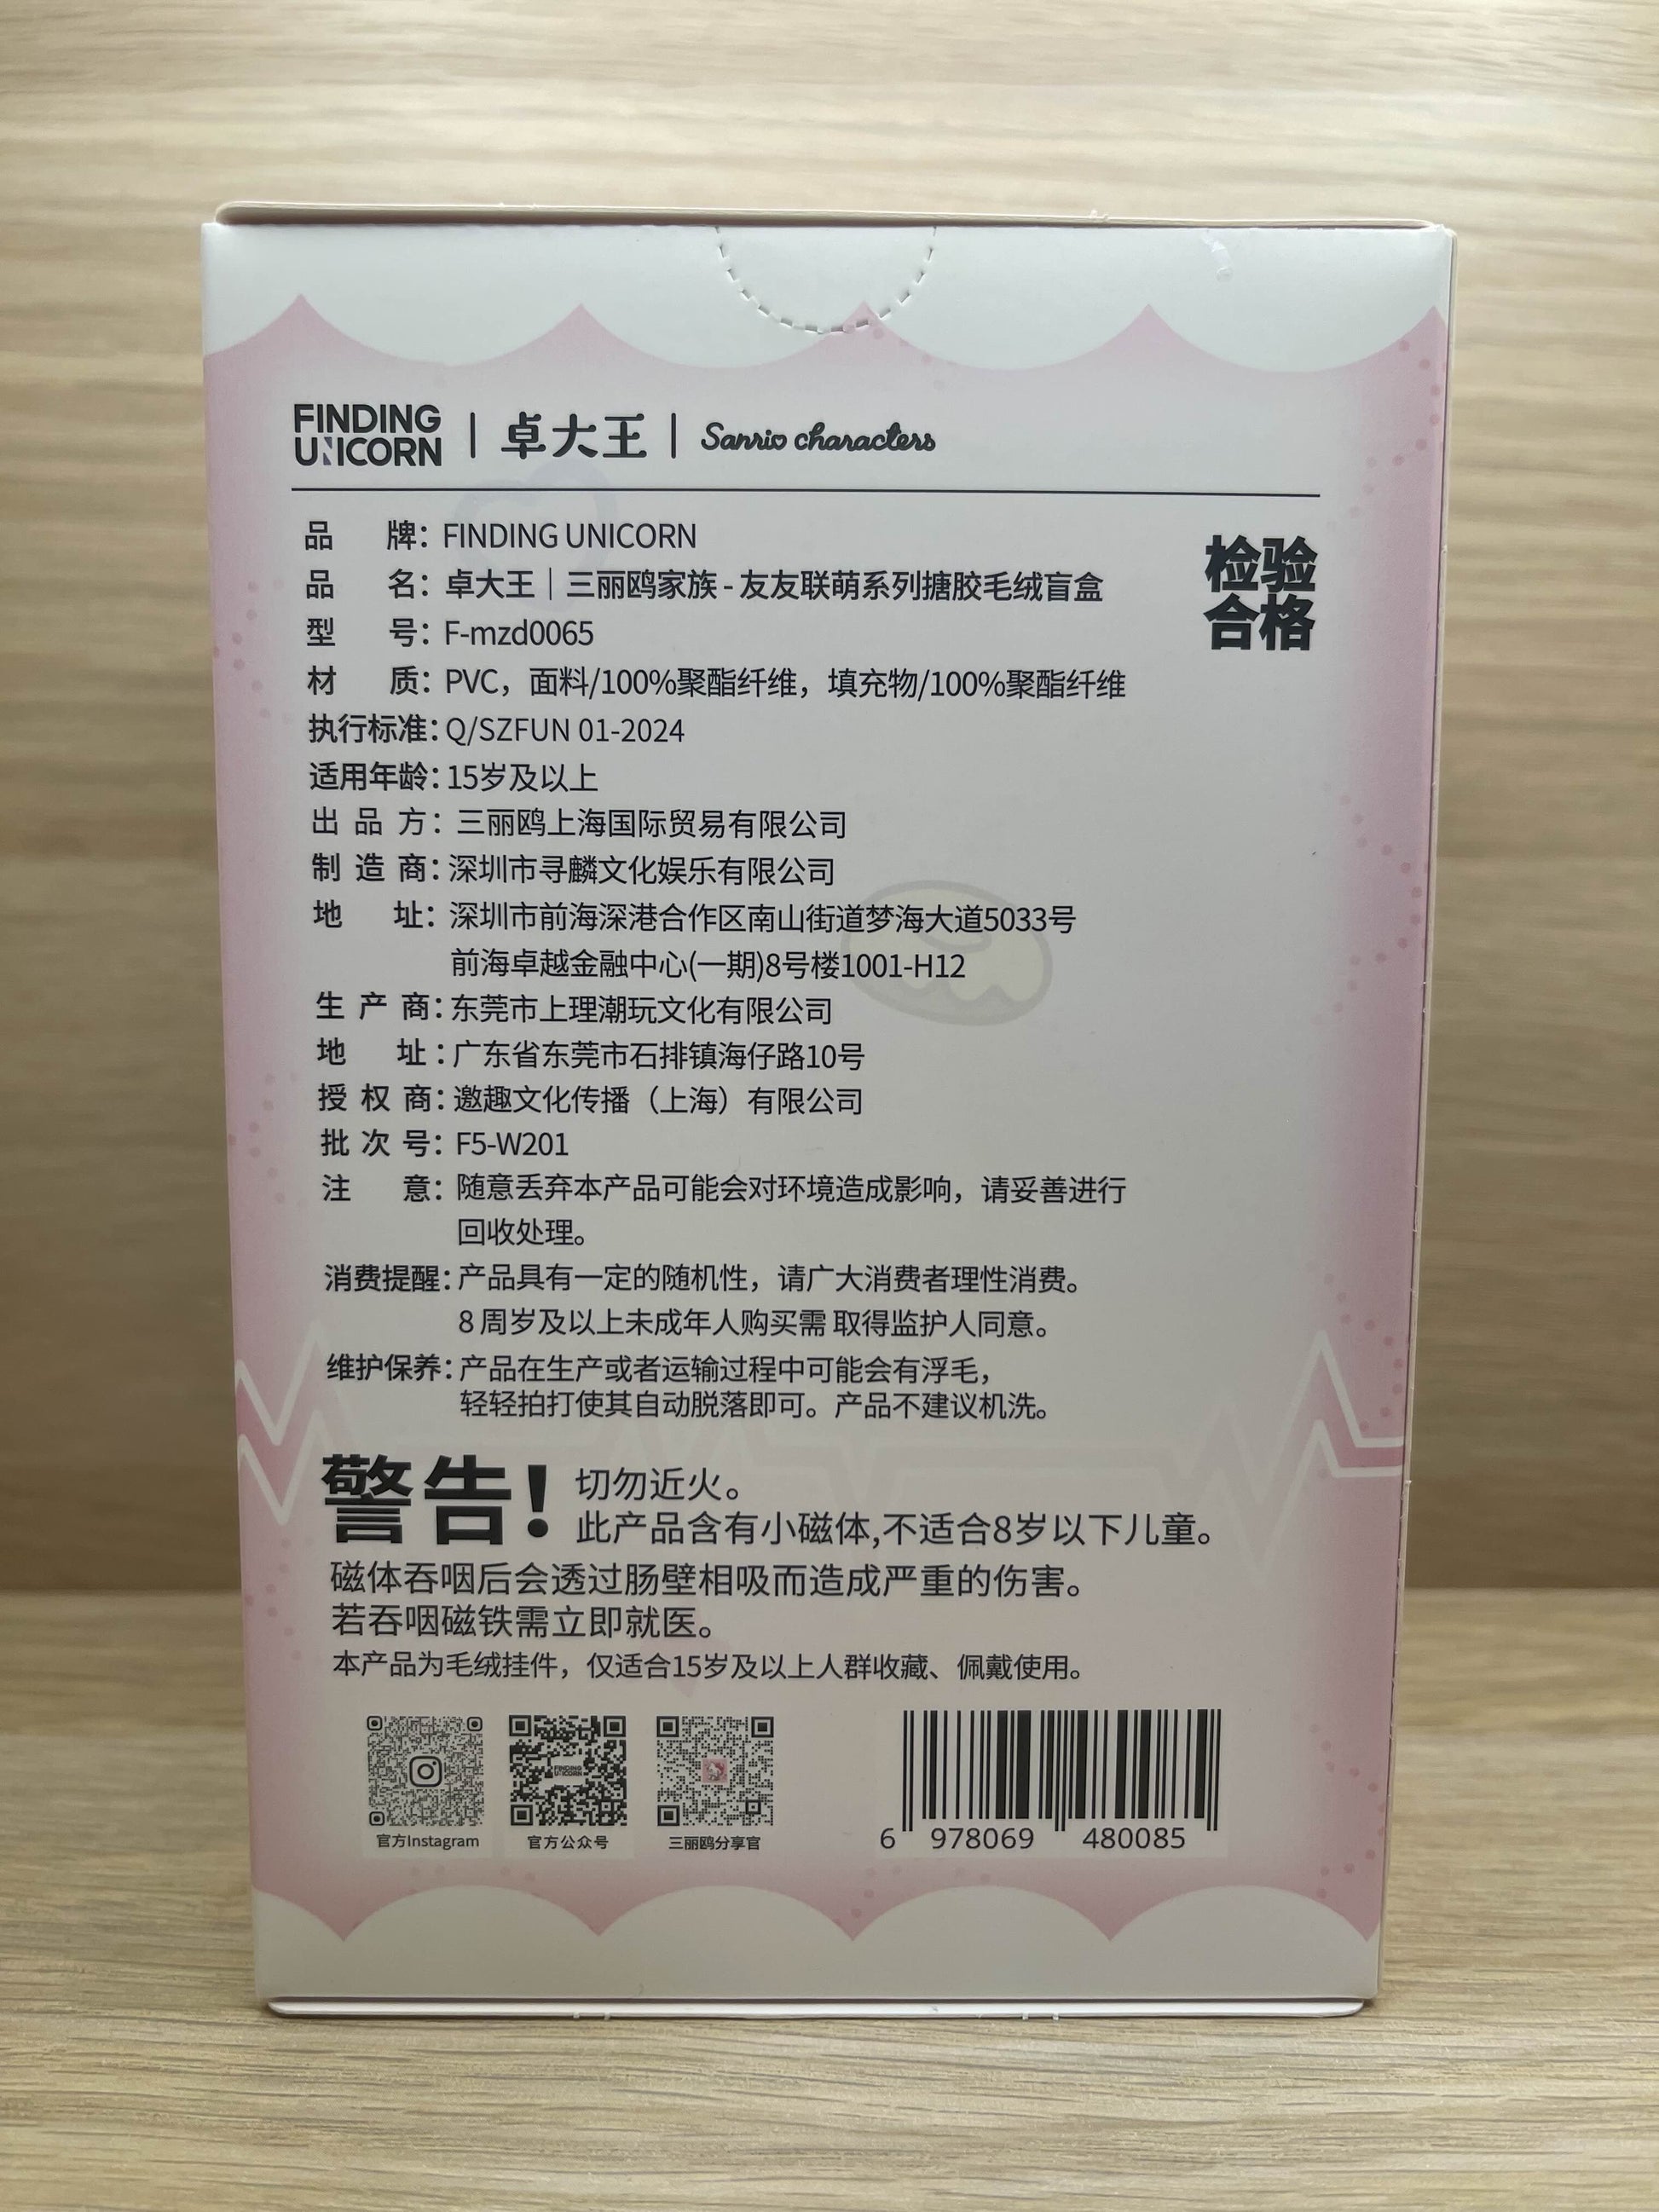 FINDING UNICORN | 卓大王 | Sanrio characters
品 牌：FINDING UNICORN
品 名：卓大王｜三丽鸥家族 - 友友联萌系列搪胶毛绒盲盒
检验合格
型 号：F-mzd0065
材 质：PVC，面料/100%聚酯纤维，填充物/100%聚酯纤维
执行标准：Q/SZFUN 01-2024
适用年龄：15岁及以上
出 品 方：三丽鸥上海国际贸易有限公司
制 造 商：深圳市寻麟文化娱乐有限公司
地 址：深圳市前海深港合作区南山街道梦海大道5033号
前海卓越金融中心(一期)8号楼1001-H12
生 产 商：东莞市上理潮玩文化有限公司
地 址：广东省东莞市石排镇海仔路10号
授 权 商：邀趣文化传播（上海）有限公司
批 次 号：F5-W201
注 意：随意丢弃本产品可能会对环境造成影响，请妥善进行
回收处理。
消费提醒：产品具有一定的随机性，请广大消费者理性消费。
8 周岁及以上未成年人购买需 取得监护人同意。
维护保养：产品在生产或者运输过程中可能会有浮毛，
轻轻拍打使其自动脱落即可。产品不建议机洗。
警告！ 切勿近火。
此产品含有小磁体,不适合8岁以下儿童。
磁体吞咽后会透过肠壁相吸而造成严重的伤害。
若吞咽磁铁需立即就医。
本产品为毛绒挂件，仅适合15岁及以上人群收藏、佩戴使用。
FINDING UNICORN
官方Instagram 官方公众号 三丽鸥分享官
6 978069 480085